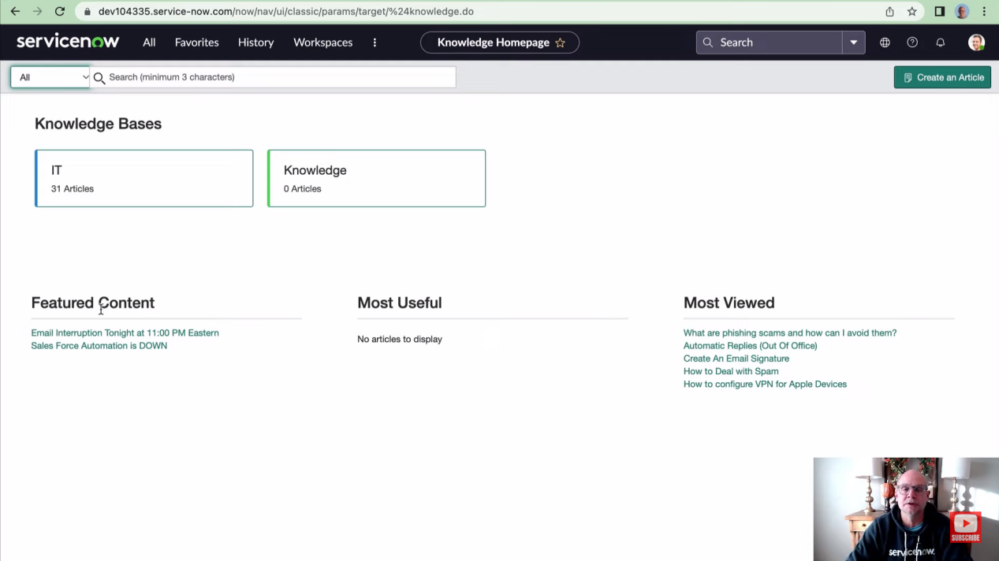 dev104335.service-now.com/now/nav/ui/classic/params/target/%24knowledge.do
servicenow All Favorites History Workspaces Knowledge Homepage Search
All Search (minimum 3 characters) Create an Article
Knowledge Bases
IT
31 Articles
Knowledge
0 Articles
Featured Content
Email Interruption Tonight at 11:00 PM Eastern
Sales Force Automation is DOWN
Most Useful
No articles to display
Most Viewed
What are phishing scams and how can I avoid them?
Automatic Replies (Out Of Office)
Create An Email Signature
How to Deal with Spam
How to configure VPN for Apple Devices
servicenow.
SUBSCRIBE